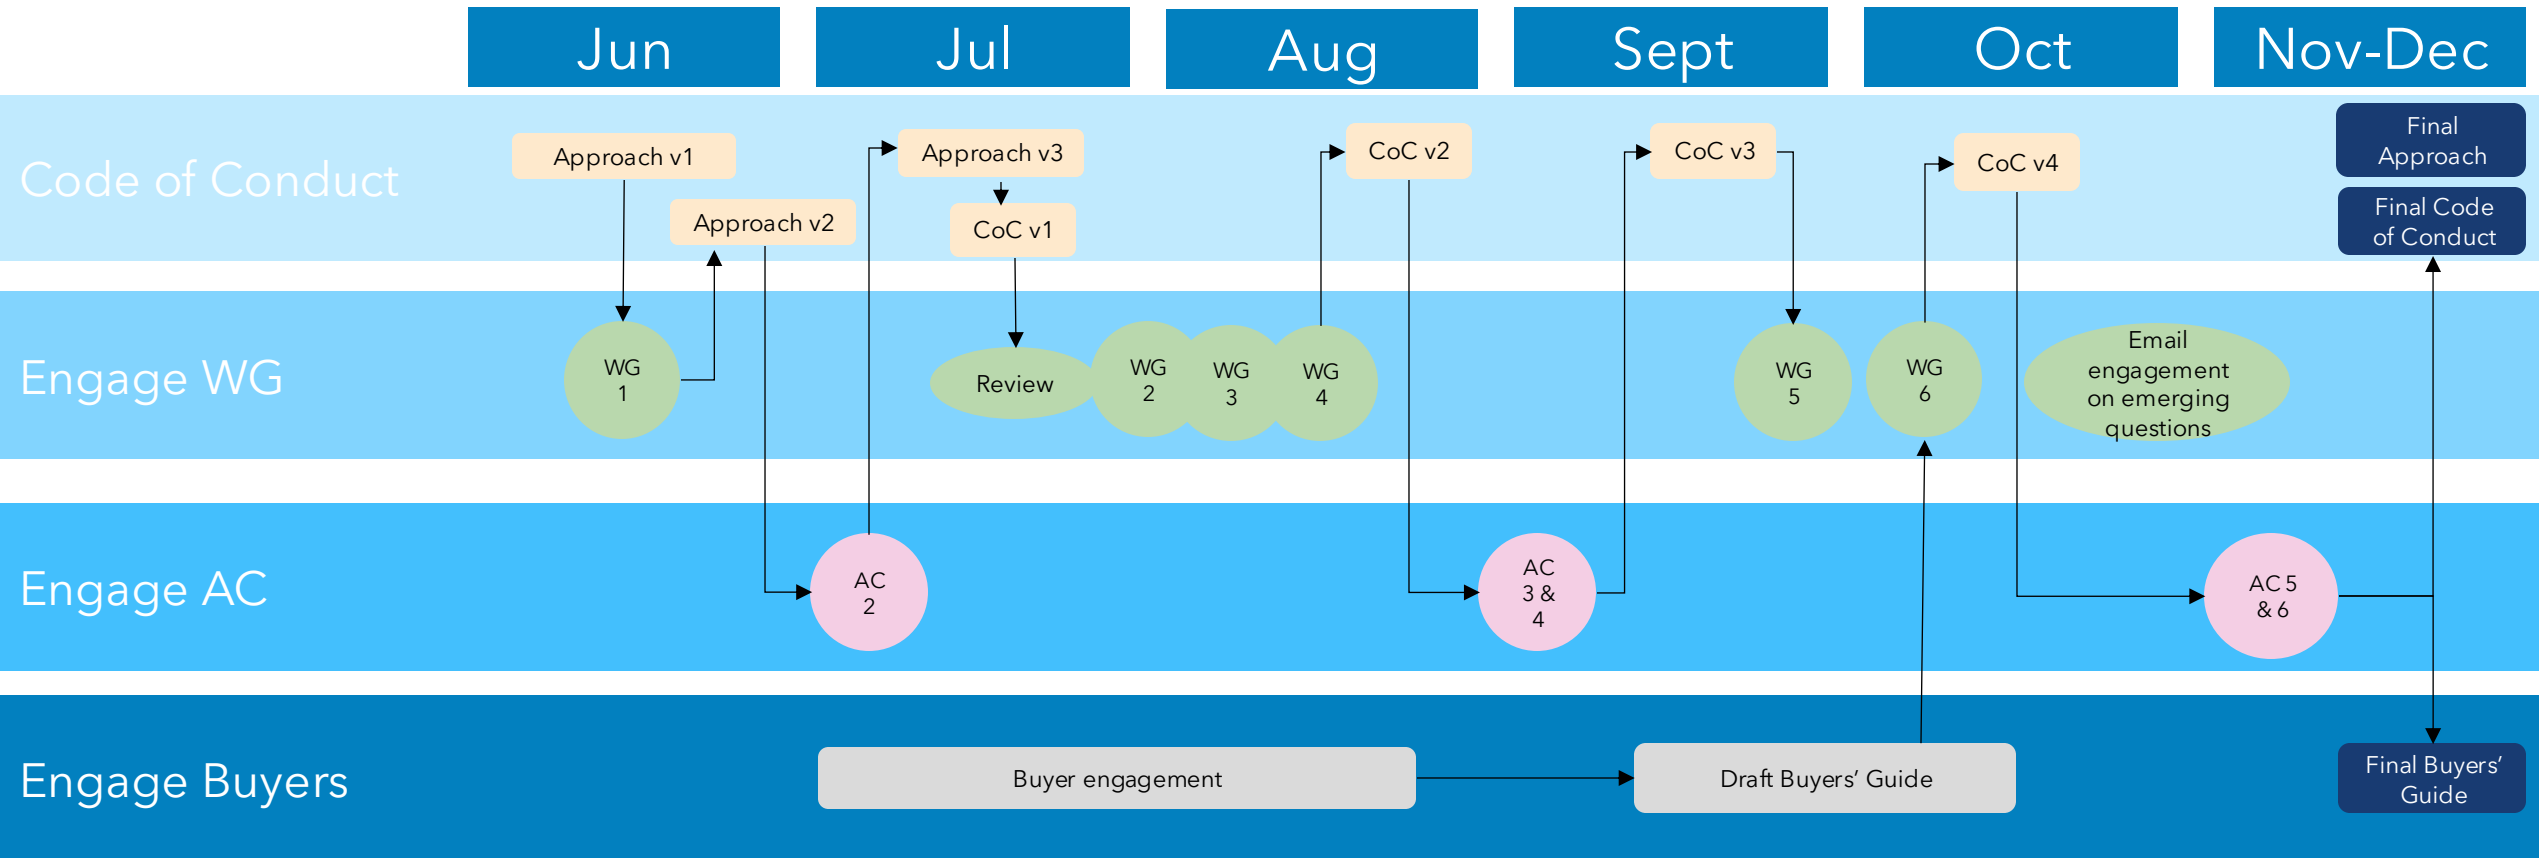 Jun
Jul
Aug
Sept
Oct
Nov-Dec
Code of Conduct
Approach v1
Approach v2
Approach v3
CoC v1
CoC v2
CoC v3
CoC v4
Final
Approach
Final Code
of Conduct
Engage WG
WG
1
Review
WG
2
WG
3
WG
4
WG
5
WG
6
Email
engagement
on emerging
questions
Engage AC
AC
2
AC
3 &
4
AC 5
& 6
Engage Buyers
Buyer engagement
Draft Buyers’ Guide
Final Buyers’
Guide